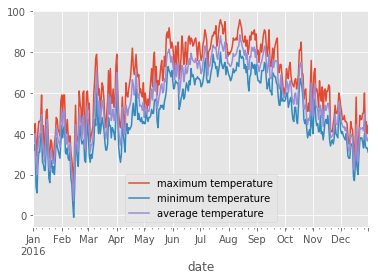 100
80
60
40
20
0
maximum temperature
minimum temperature
average temperature
Jan Feb Mar Apr May Jun Jul Aug Sep Oct Nov Dec
2016
date